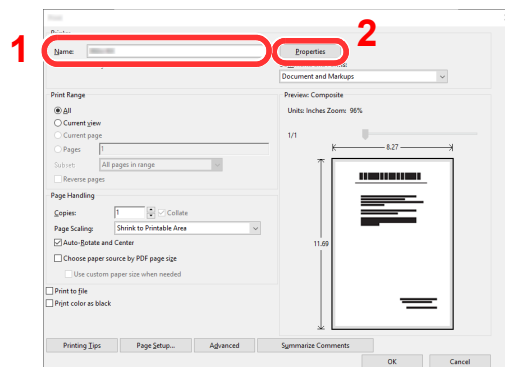 1
2
Name:
Properties
Document and Markups
Print Range
All
Current view
Current page
Pages
1
Subset:
All pages in range
Reverse pages
Page Handling
Copies:
1
Collate
Page Scaling:
Shrink to Printable Area
Auto-Rotate and Center
Choose paper source by PDF page size
Use custom paper size when needed
Print to file
Print color as black
Preview: Composite
Units: Inches Zoom: 96%
1/1
8.27
11.69
Printing Tips
Page Setup...
Advanced
Summarize Comments
OK
Cancel